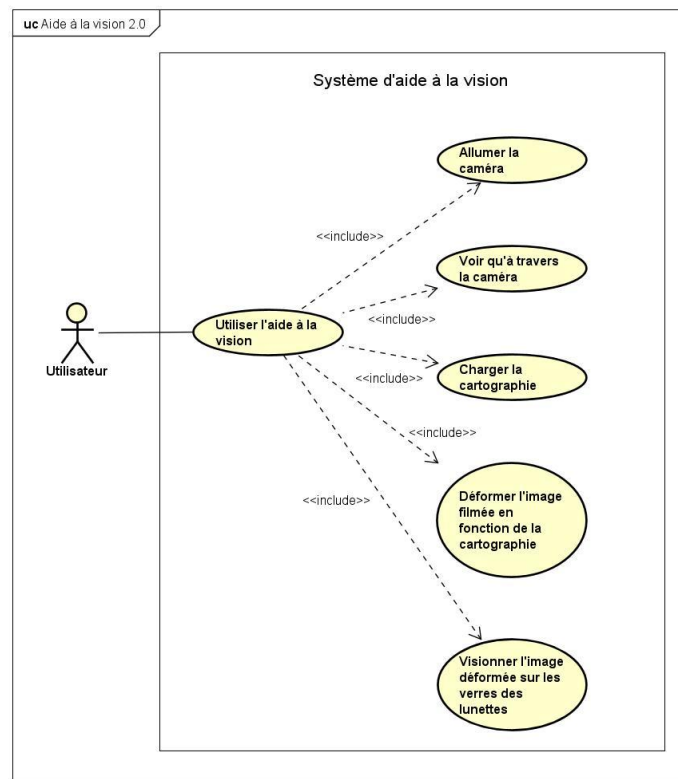 uc Aide à la vision 2.0
Système d'aide à la vision
Allumer la
caméra
<<include>>
Voir qu'à travers
la caméra
<<include>>
Utiliser l'aide à la
vision
Utilisateur
Charger la
cartographie
<<include>>
<<include>>
Déformer l'image
filmée en
fonction de la
cartographie
<<include>>
Visionner l'image
déformée sur les
verres des
lunettes